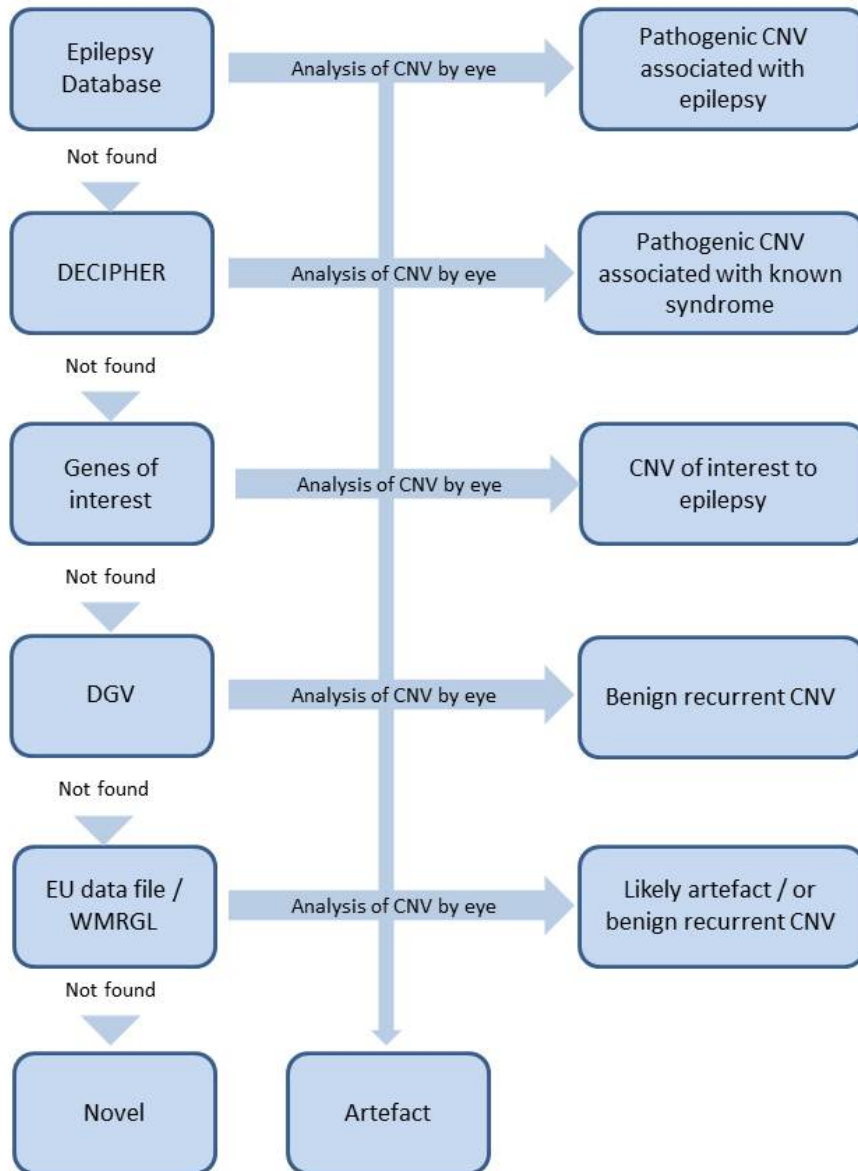 Epilepsy
Database
Analysis of CNV by eye
Pathogenic CNV
associated with
epilepsy
Not found
DECIPHER
Analysis of CNV by eye
Pathogenic CNV
associated with known
syndrome
Not found
Genes of
interest
Analysis of CNV by eye
CNV of interest to
epilepsy
Not found
DGV
Analysis of CNV by eye
Benign recurrent CNV
Not found
EU data file /
WMRGL
Analysis of CNV by eye
Likely artefact / or
benign recurrent CNV
Not found
Novel
Artefact